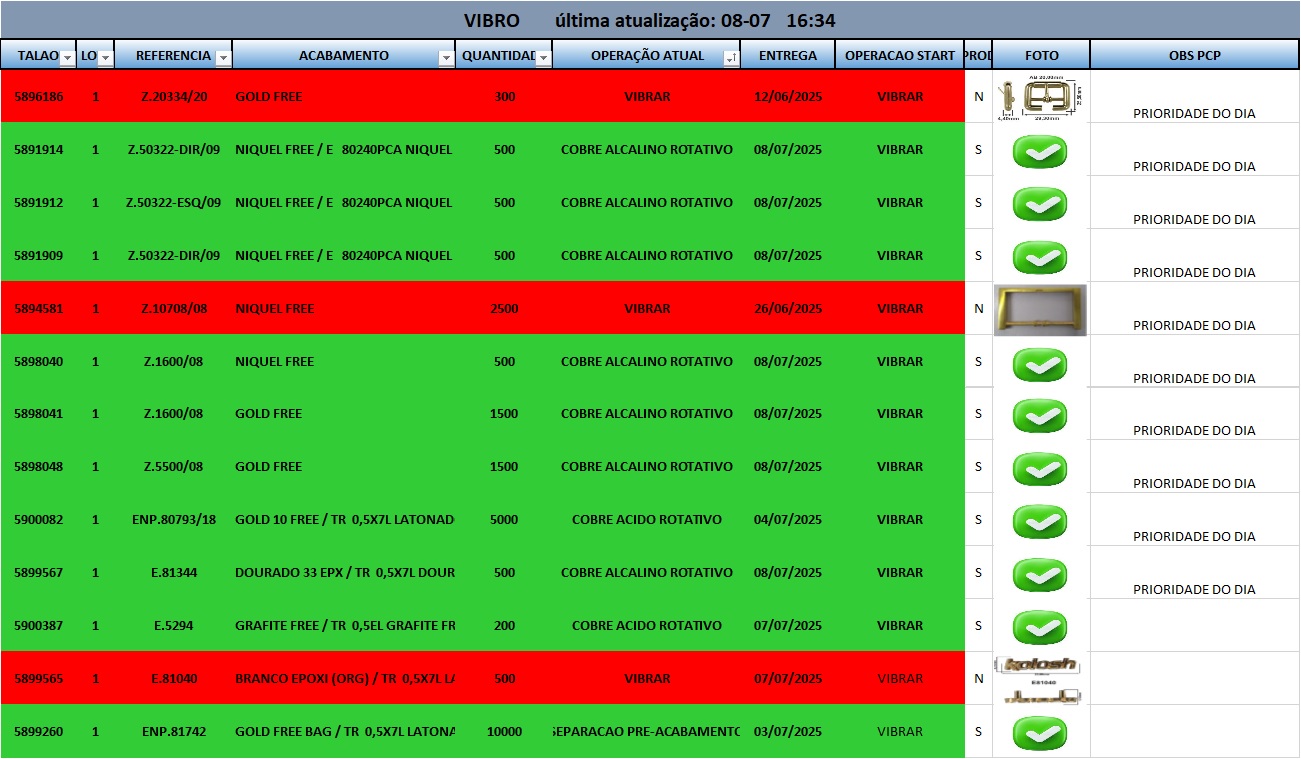 VIBRO última atualização: 08-07 16:34
TALAO LO REFERENCIA ACABAMENTO QUANTIDAD OPERAÇÃO ATUAL ENTREGA OPERACAO START PROD FOTO OBS PCP
AB 20.00mm
5896186 1 Z.20334/20 GOLD FREE 300 VIBRAR 12/06/2025 VIBRAR N PRIORIDADE DO DIA
5891914 1 Z.50322-DIR/09 NIQUEL FREE / E 80240PCA NIQUEL 500 COBRE ALCALINO ROTATIVO 08/07/2025 VIBRAR S PRIORIDADE DO DIA
5891912 1 Z.50322-ESQ/09 NIQUEL FREE / E 80240PCA NIQUEL 500 COBRE ALCALINO ROTATIVO 08/07/2025 VIBRAR S PRIORIDADE DO DIA
5891909 1 Z.50322-DIR/09 NIQUEL FREE / E 80240PCA NIQUEL 500 COBRE ALCALINO ROTATIVO 08/07/2025 VIBRAR S PRIORIDADE DO DIA
5894581 1 Z.10708/08 NIQUEL FREE 2500 VIBRAR 26/06/2025 VIBRAR N PRIORIDADE DO DIA
5898040 1 Z.1600/08 NIQUEL FREE 500 COBRE ALCALINO ROTATIVO 08/07/2025 VIBRAR S PRIORIDADE DO DIA
5898041 1 Z.1600/08 GOLD FREE 1500 COBRE ALCALINO ROTATIVO 08/07/2025 VIBRAR S PRIORIDADE DO DIA
5898048 1 Z.5500/08 GOLD FREE 1500 COBRE ALCALINO ROTATIVO 08/07/2025 VIBRAR S PRIORIDADE DO DIA
5900082 1 ENP.80793/18 GOLD 10 FREE / TR 0,5X7L LATONAD 5000 COBRE ACIDO ROTATIVO 04/07/2025 VIBRAR S PRIORIDADE DO DIA
5899567 1 E.81344 DOURADO 33 EPX / TR 0,5X7L DOUR 500 COBRE ALCALINO ROTATIVO 08/07/2025 VIBRAR S PRIORIDADE DO DIA
5900387 1 E.5294 GRAFITE FREE / TR 0,5EL GRAFITE FR 200 COBRE ACIDO ROTATIVO 07/07/2025 VIBRAR S
5899565 1 E.81040 BRANCO EPOXI (ORG) / TR 0,5X7L LA 500 VIBRAR 07/07/2025 VIBRAR N kolosh
E81040
5899260 1 ENP.81742 GOLD FREE BAG / TR 0,5X7L LATONA 10000 SEPARACAO PRE-ACABAMENTO 03/07/2025 VIBRAR S